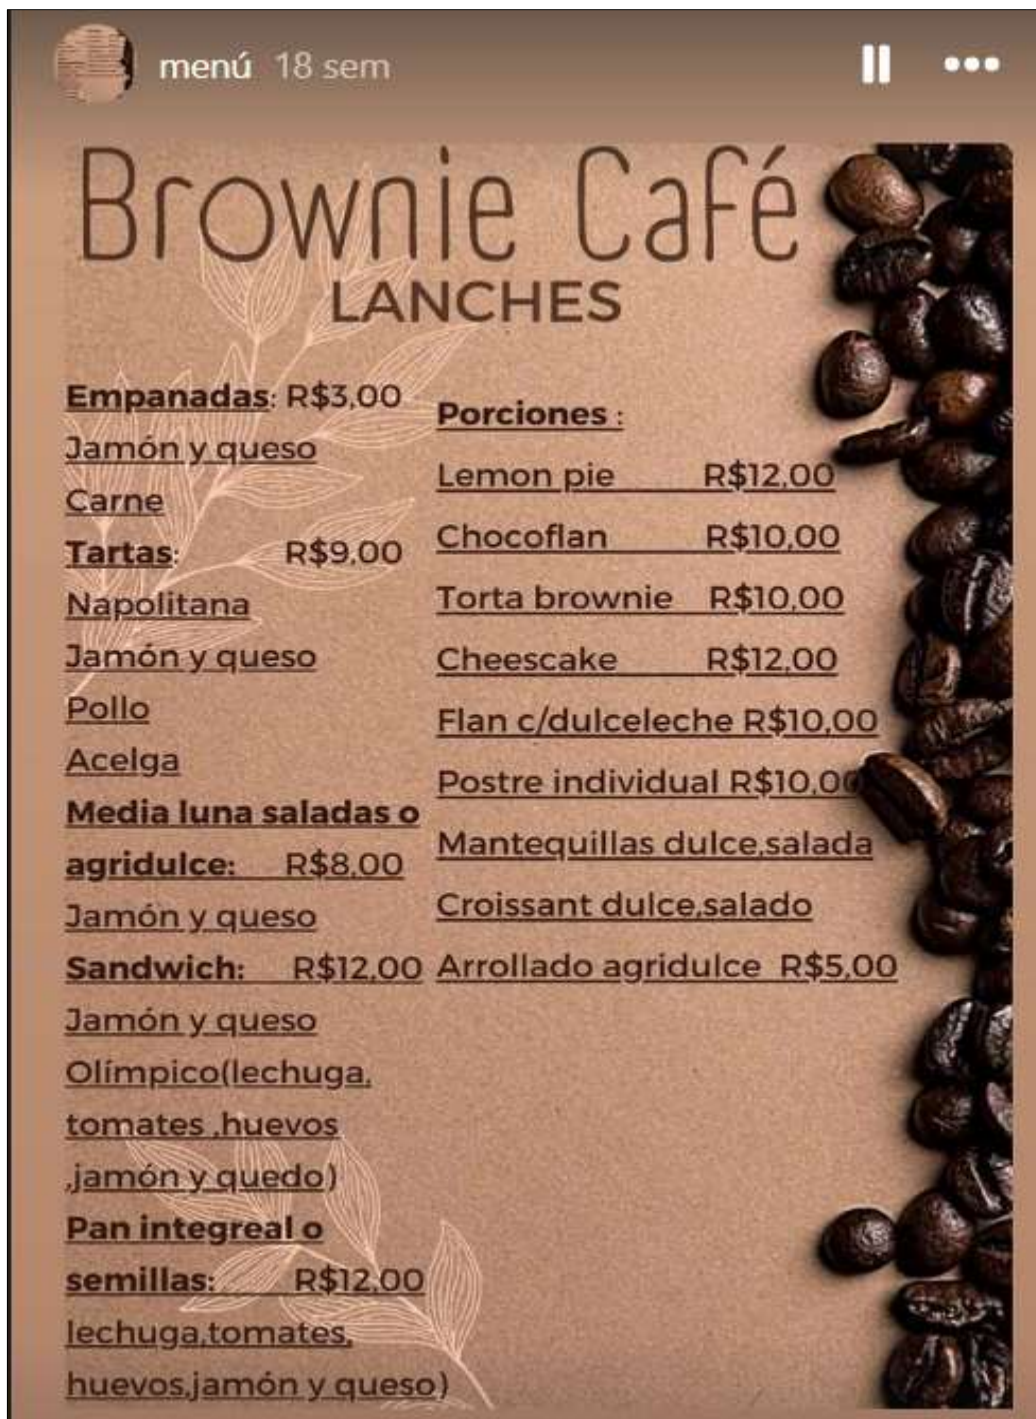 menú 18 sem
Brownie Café
LANCHES
Empanadas: R$3,00
Jamón y queso
Carne
Tartas: R$9,00
Napolitana
Jamón y queso
Pollo
Acelga
Media luna saladas o
agridulce: R$8,00
Jamón y queso
Sandwich: R$12,00
Jamón y queso
Olímpico(lechuga,
tomates ,huevos
,jamón y quedo)
Pan integreal o
semillas: R$12,00
lechuga,tomates,
huevos,jamón y queso)
Porciones :
Lemon pie R$12,00
Chocoflan R$10,00
Torta brownie R$10,00
Cheescake R$12,00
Flan c/dulceleche R$10,00
Postre individual R$10,00
Mantequillas dulce,salada
Croissant dulce,salado
Arrollado agridulce R$5,00